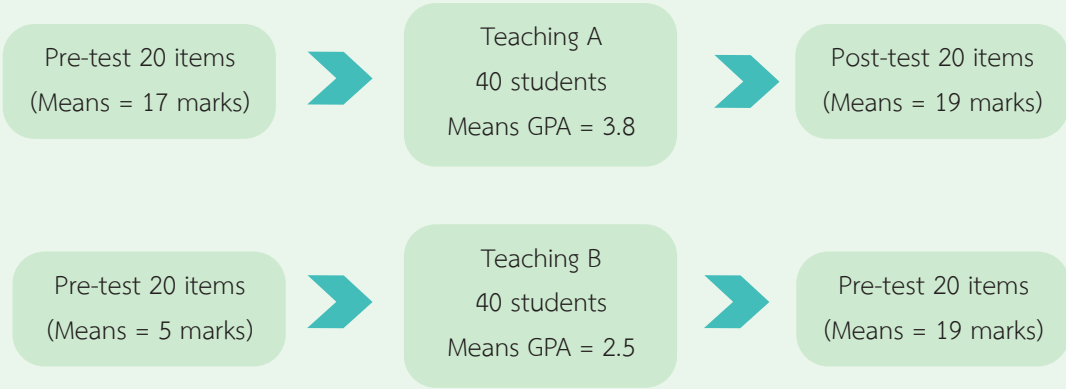 Pre-test 20 items
(Means = 17 marks)
Teaching A
40 students
Means GPA = 3.8
Post-test 20 items
(Means = 19 marks)
Pre-test 20 items
(Means = 5 marks)
Teaching B
40 students
Means GPA = 2.5
Pre-test 20 items
(Means = 19 marks)